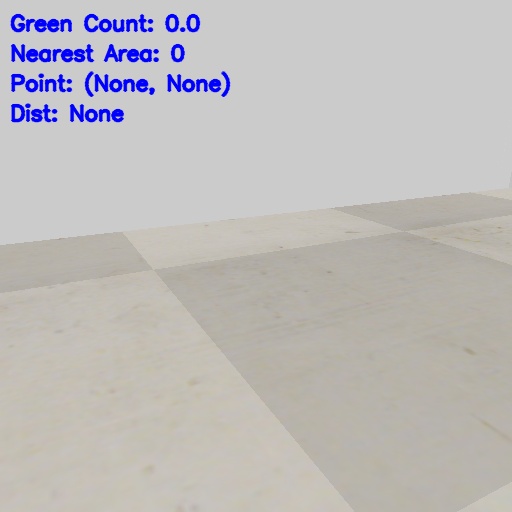 Green Count: 0.0
Nearest Area: 0
Point: (None, None)
Dist: None